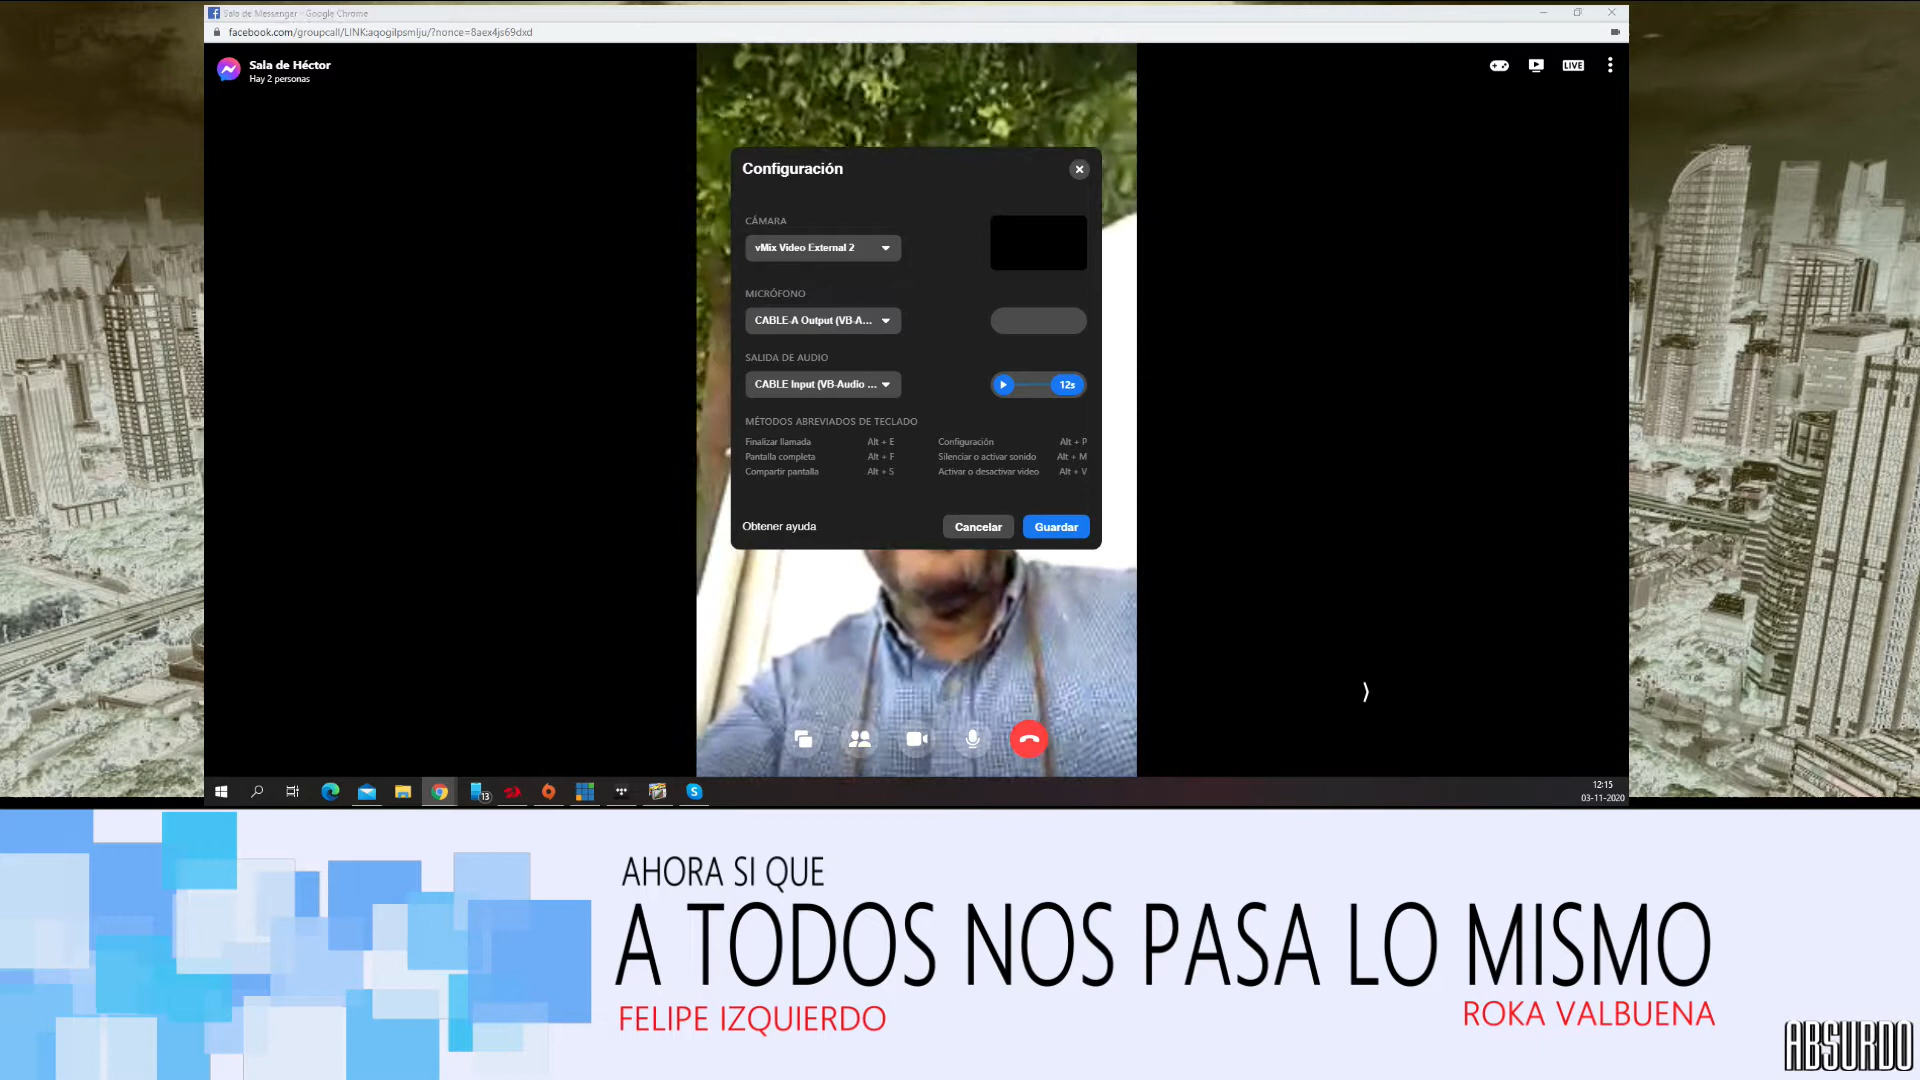 Sala de Messenger - Google Chrome
facebook.com/groupcall/LINK:aqogilpsmlju/?nonce=8aex4js69dxd
Sala de Héctor
Hay 2 personas
LIVE
Configuración
CÁMARA
vMix Video External 2
MICRÓFONO
CABLE-A Output (VB-A...
SALIDA DE AUDIO
CABLE Input (VB-Audio ...
12s
MÉTODOS ABREVIADOS DE TECLADO
Finalizar llamada Alt + E Configuración Alt + P
Pantalla completa Alt + F Silenciar o activar sonido Alt + M
Compartir pantalla Alt + S Activar o desactivar video Alt + V
Obtener ayuda Cancelar Guardar
13
12:15
03-11-2020
AHORA SI QUE
A TODOS NOS PASA LO MISMO
FELIPE IZQUIERDO ROKA VALBUENA
ABSURDO